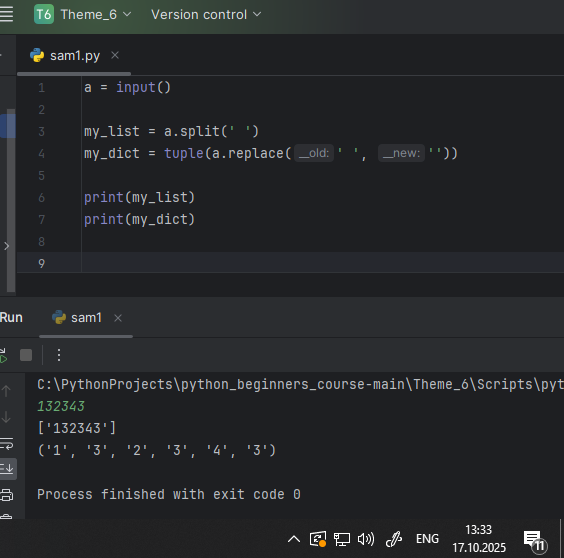 T6 Theme_6 Version control
sam1.py
1 a = input()
2
3 my_list = a.split(' ')
4 my_dict = tuple(a.replace(__old: ' ', __new: ''))
5
6 print(my_list)
7 print(my_dict)
8
9
Run sam1
C:\PythonProjects\python_beginners_course-main\Theme_6\Scripts\pyt
132343
['132343']
('1', '3', '2', '3', '4', '3')
Process finished with exit code 0
ENG
13:33
17.10.2025
11